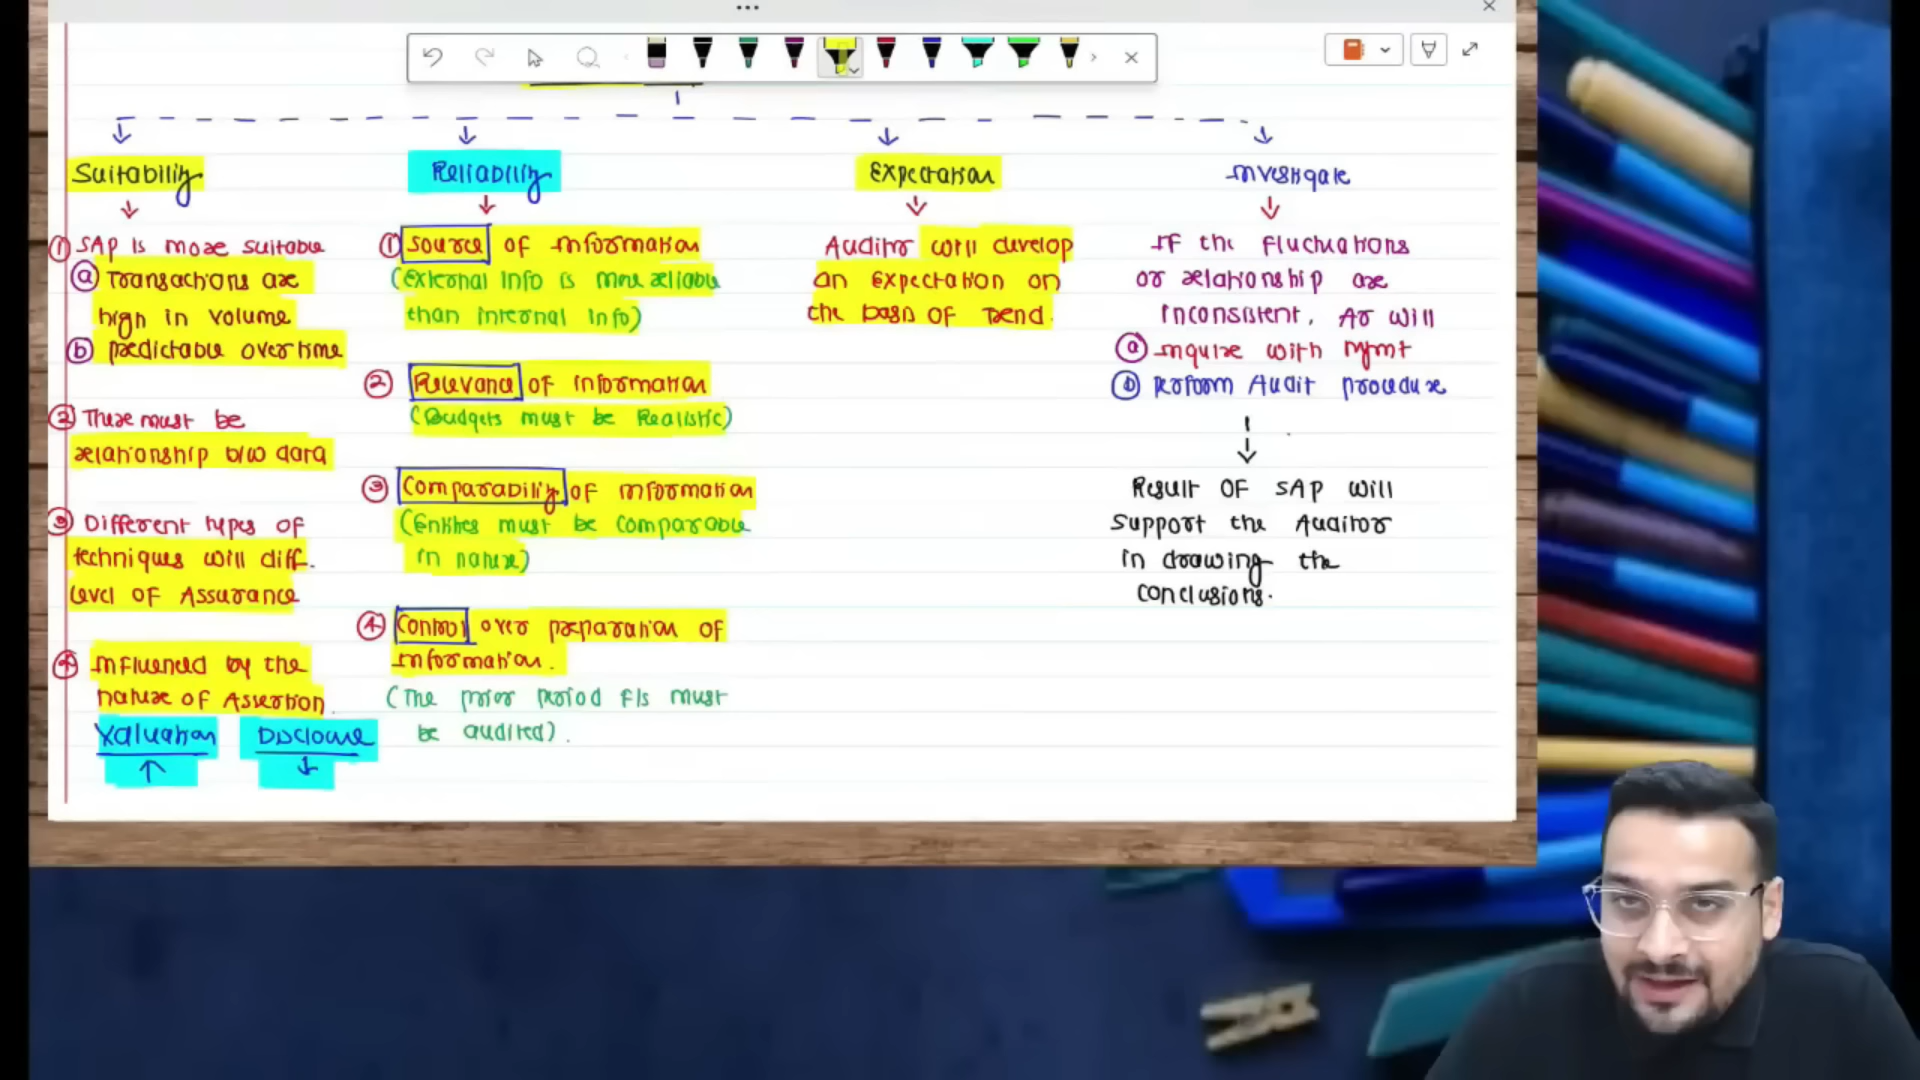 Suitability
① SAP is more suitable
ⓐ Transactions are
high in volume
ⓑ predictable over time
② There must be
relationship b/w data
③ Different types of
techniques will diff.
level of Assurance
④ Influenced by the
nature of Assertion.
Valuation Disclosure
Reliability
① Source of Information
(External Info is more reliable
than internal Info)
② Relevance of Information
(Budgets must be Realistic)
③ Comparability of Information
(Entities must be comparable
in nature)
④ Control over preparation of
Information.
(The prior period F/s must
be audited).
Expectation
Auditor will develop
an Expectation on
the basis of Trend.
Investigate
If the Fluctuations
or relationship are
inconsistent, Ar will
ⓐ Inquire with Mgmt
ⓑ Perform Audit procedure
Result OF SAP will
support the Auditor
in drawing the
conclusions.